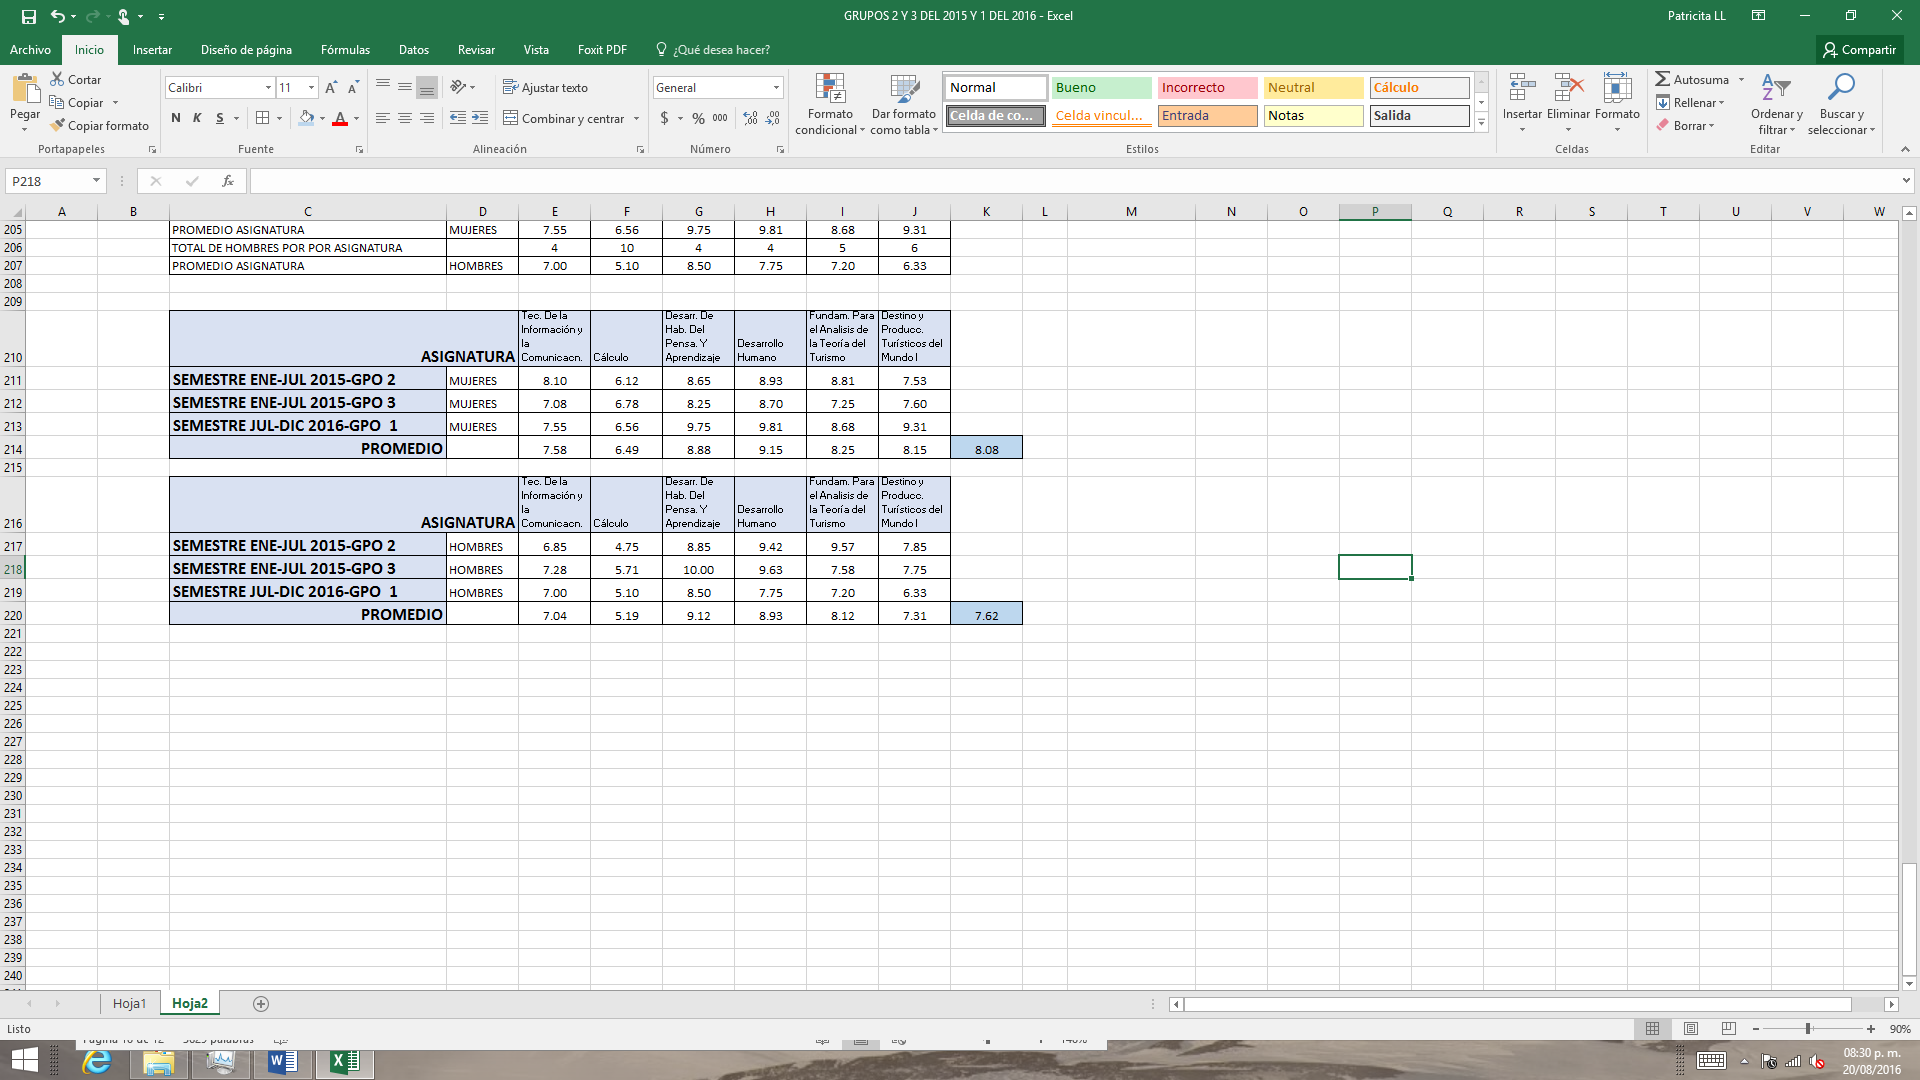 GRUPOS 2 Y 3 DEL 2015 Y 1 DEL 2016 - Excel
Patricita LL
Archivo Inicio Insertar Diseño de página Fórmulas Datos Revisar Vista Foxit PDF ¿Qué desea hacer? Compartir
Pegar
Cortar
Copiar
Copiar formato
Portapapeles
Calibri 11
N K S
Fuente
Ajustar texto
Combinar y centrar
Alineación
General
$ % 000
Número
Formato condicional
Dar formato como tabla
Normal Bueno Incorrecto Neutral Cálculo
Celda de co... Celda vincul... Entrada Notas Salida
Estilos
Insertar Eliminar Formato
Celdas
Autosuma
Rellenar
Borrar
Ordenar y filtrar
Buscar y seleccionar
Editar
P218 fx
A B C D E F G H I J K L M N O P Q R S T U V W
205 PROMEDIO ASIGNATURA MUJERES 7.55 6.56 9.75 9.81 8.68 9.31
206 TOTAL DE HOMBRES POR POR ASIGNATURA 4 10 4 4 5 6
207 PROMEDIO ASIGNATURA HOMBRES 7.00 5.10 8.50 7.75 7.20 6.33
208
209
210 ASIGNATURA Tec. De la Información y la Comunicacn. Cálculo Desarr. De Hab. Del Pensa. Y Aprendizaje Desarrollo Humano Fundam. Para el Analisis de la Teoría del Turismo Destino y Producc. Turísticos del Mundo I
211 SEMESTRE ENE-JUL 2015-GPO 2 MUJERES 8.10 6.12 8.65 8.93 8.81 7.53
212 SEMESTRE ENE-JUL 2015-GPO 3 MUJERES 7.08 6.78 8.25 8.70 7.25 7.60
213 SEMESTRE JUL-DIC 2016-GPO 1 MUJERES 7.55 6.56 9.75 9.81 8.68 9.31
214 PROMEDIO 7.58 6.49 8.88 9.15 8.25 8.15 8.08
215
216 ASIGNATURA Tec. De la Información y la Comunicacn. Cálculo Desarr. De Hab. Del Pensa. Y Aprendizaje Desarrollo Humano Fundam. Para el Analisis de la Teoría del Turismo Destino y Producc. Turísticos del Mundo I
217 SEMESTRE ENE-JUL 2015-GPO 2 HOMBRES 6.85 4.75 8.85 9.42 9.57 7.85
218 SEMESTRE ENE-JUL 2015-GPO 3 HOMBRES 7.28 5.71 10.00 9.63 7.58 7.75
219 SEMESTRE JUL-DIC 2016-GPO 1 HOMBRES 7.00 5.10 8.50 7.75 7.20 6.33
220 PROMEDIO 7.04 5.19 9.12 8.93 8.12 7.31 7.62
221
222
223
224
225
226
227
228
229
230
231
232
233
234
235
236
237
238
239
240
Hoja1 Hoja2
Listo 90%
08:30 p. m.
20/08/2016